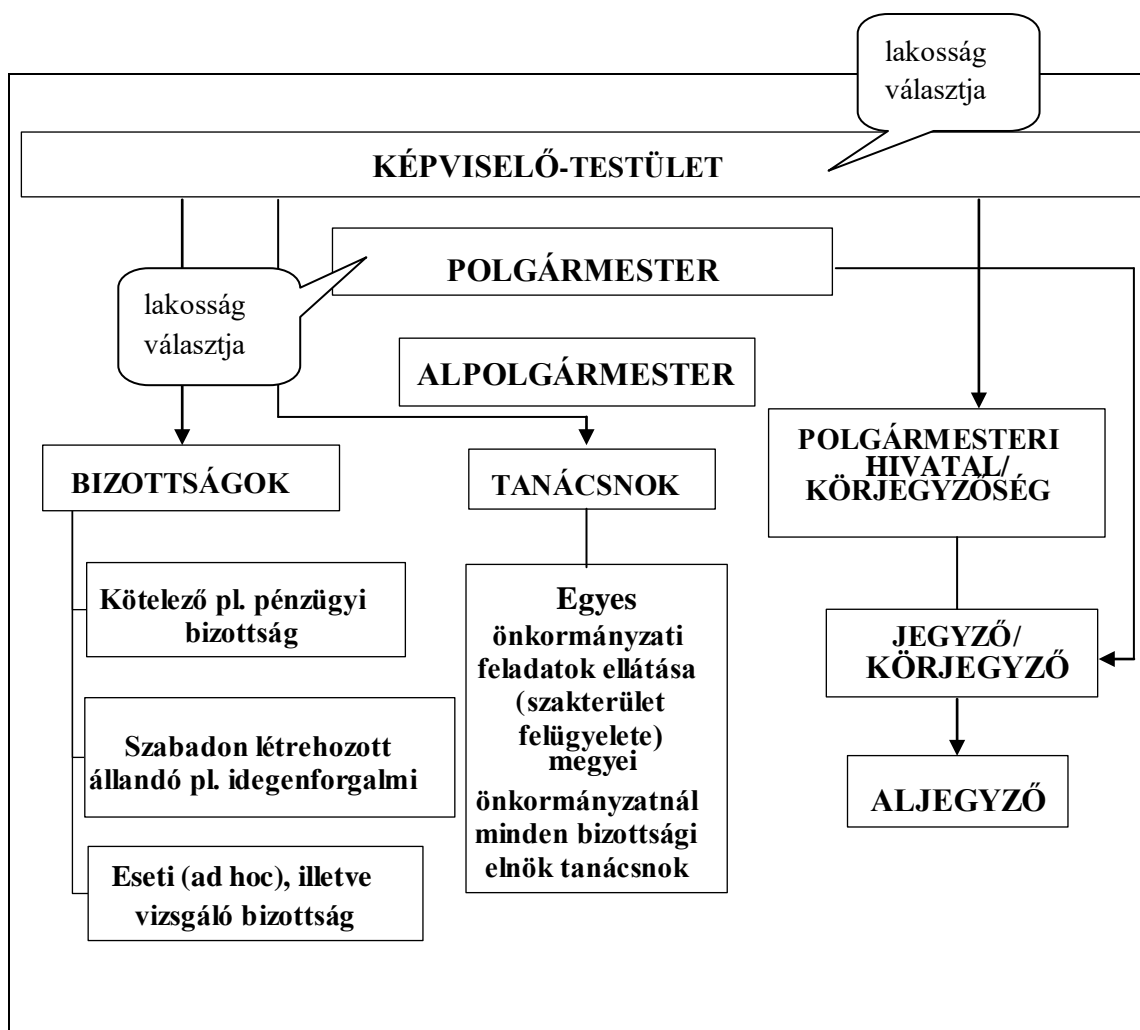 lakosság
választja
KÉPVISELŐ-TESTÜLET
POLGÁRMESTER
lakosság
választja
ALPOLGÁRMESTER
BIZOTTSÁGOK
TANÁCSNOK
POLGÁRMESTERI
HIVATAL/
KÖRJEGYZŐSÉG
Kötelező pl. pénzügyi
bizottság
Szabadon létrehozott
állandó pl. idegenforgalmi
Eseti (ad hoc), illetve
vizsgáló bizottság
Egyes
önkormányzati
feladatok ellátása
(szakterület
felügyelete)
megyei
önkormányzatnál
minden bizottsági
elnök tanácsnok
JEGYZŐ/
KÖRJEGYZŐ
ALJEGYZŐ